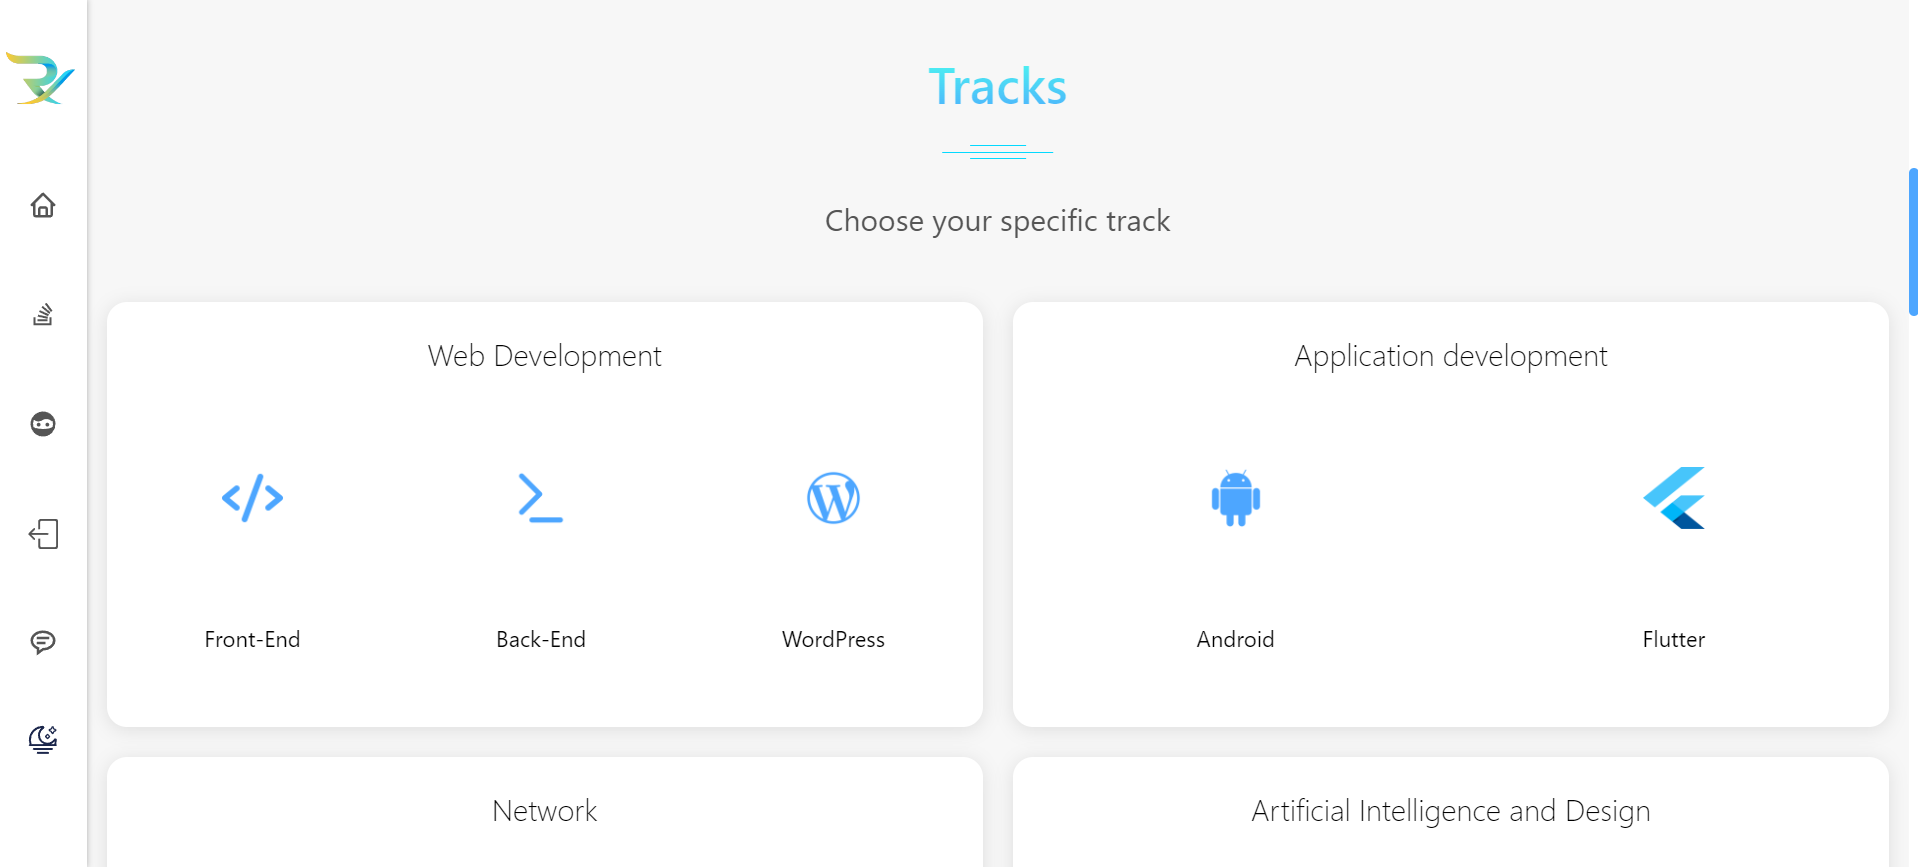 Tracks
Choose your specific track
Web Development
Front-End
Back-End
WordPress
Application development
Android
Flutter
Network
Artificial Intelligence and Design